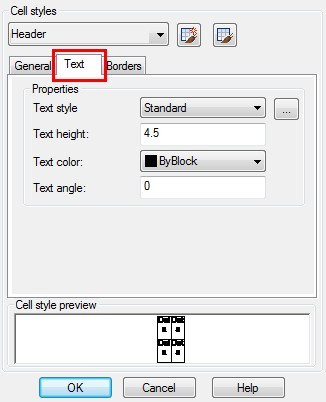 Cell styles
Header
General Text Borders
Properties
Text style Standard ...
Text height: 4.5
Text color: ByBlock
Text angle: 0
Cell style preview
OK Cancel Help